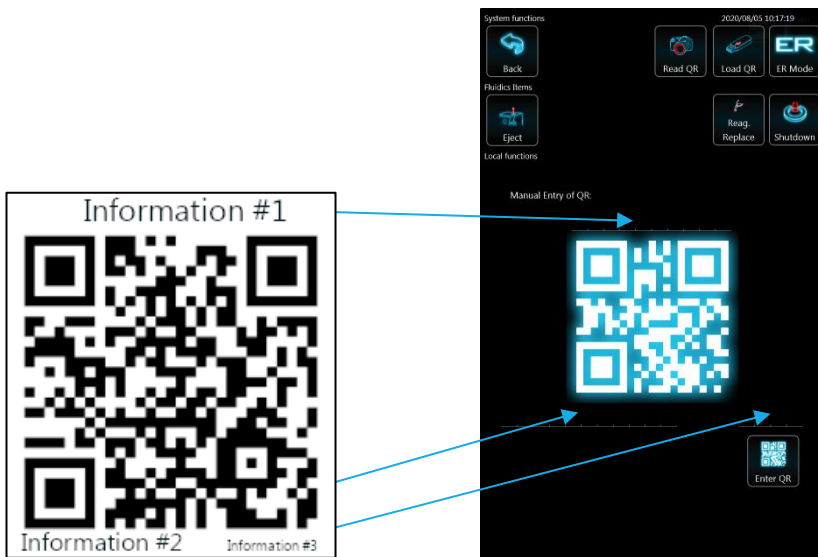 System functions
2020/08/05 10:17:19
Back
Read QR
Load QR
ER
ER Mode
Fluidics Items
Eject
Reag.
Replace
Shutdown
Local functions
Manual Entry of QR:
Enter QR
Information #1
Information #2
Information #3